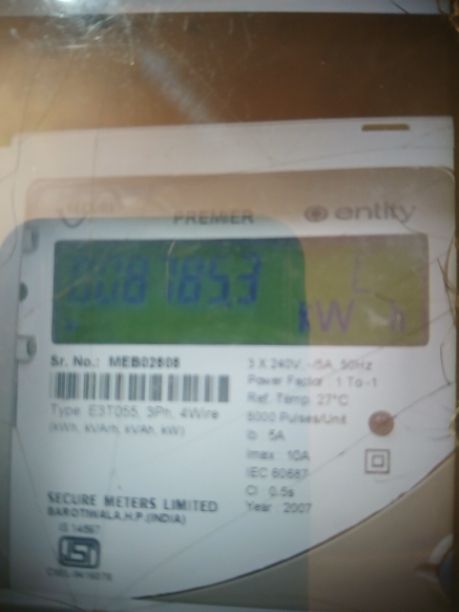 PREMIER entity
008785.3
kWh
Sr. No.: MEB02606
3 X 240V, -/5A, 50Hz
Power Factor 1 To -1
Type E3T055, 3Ph, 4Wire
Ref. Temp. 27°C
(kWh, kVArh, kVAh, kW)
5000 Pulses/Unit
Ib 5A
Imax 10A
IEC 60687
Cl 0.5s
SECURE METERS LIMITED
Year 2007
BAROTIWALA, H.P. (INDIA)